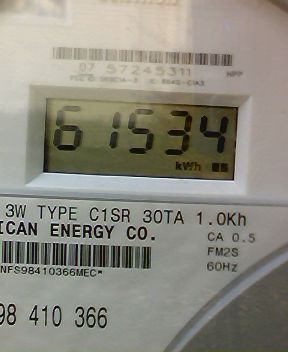 07 57245311 HPP
61534
kWh
3W TYPE C1SR 30TA 1.0Kh
ICAN ENERGY CO. CA 0.5
FM2S
NFS98410366MEC* 60Hz
98 410 366